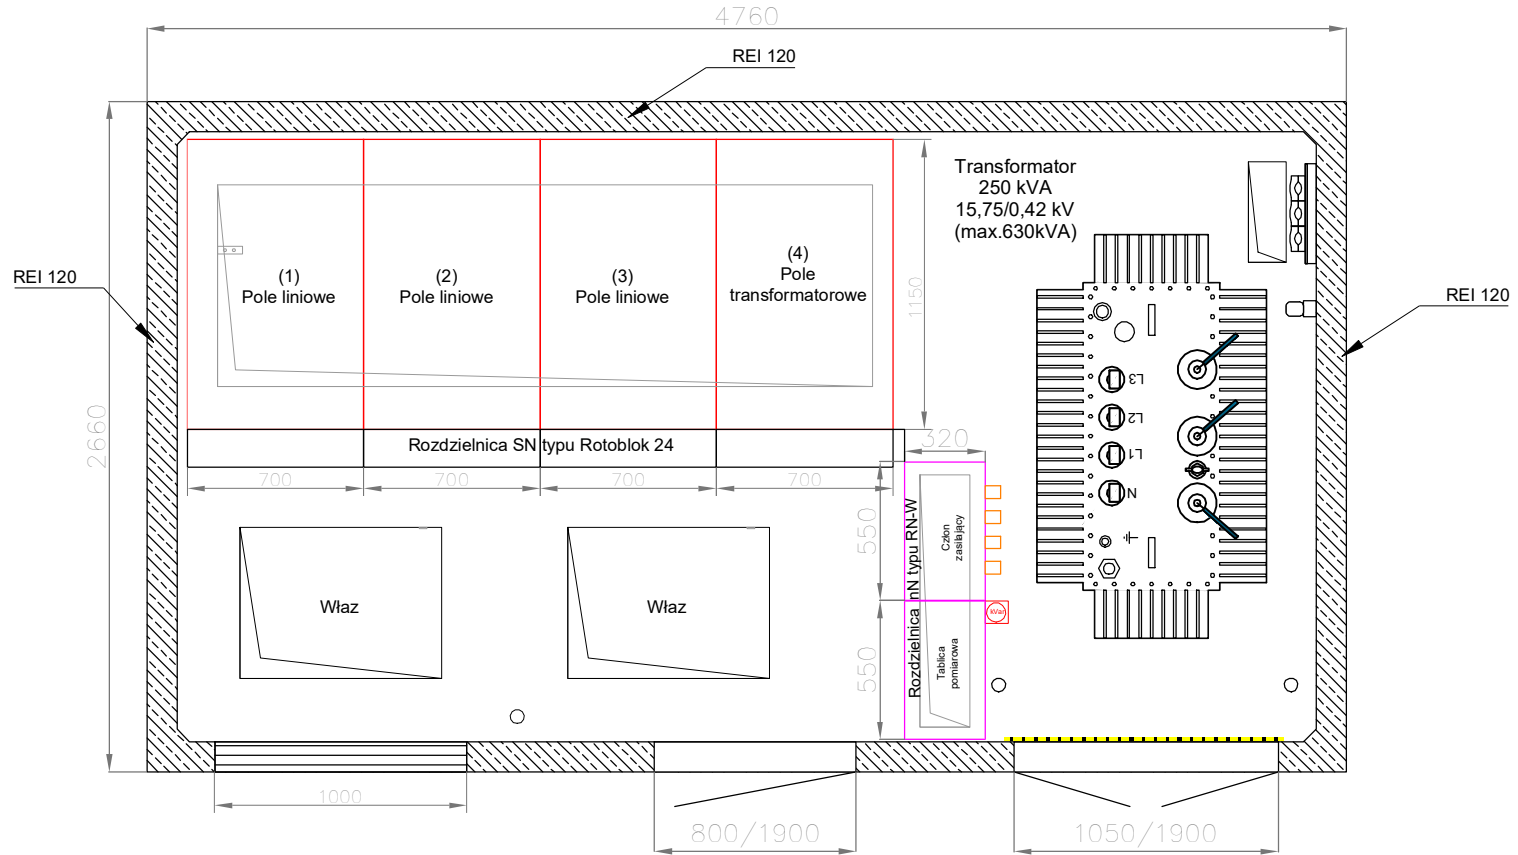 4760
REI 120
Transformator
250 kVA
15,75/0,42 kV
(max.630kVA)
(1)
Pole liniowe
(2)
Pole liniowe
(3)
Pole liniowe
(4)
Pole
transformatorowe
REI 120
REI 120
1150
2660
L3
L2
L1
N
Rozdzielnica SN typu Rotoblok 24
320
700
700
700
700
550
Rozdzielnica nN typu RN-W
Człon
zasilający
kVar
Właz
Właz
550
Tablica
pomiarowa
1000
800/1900
1050/1900